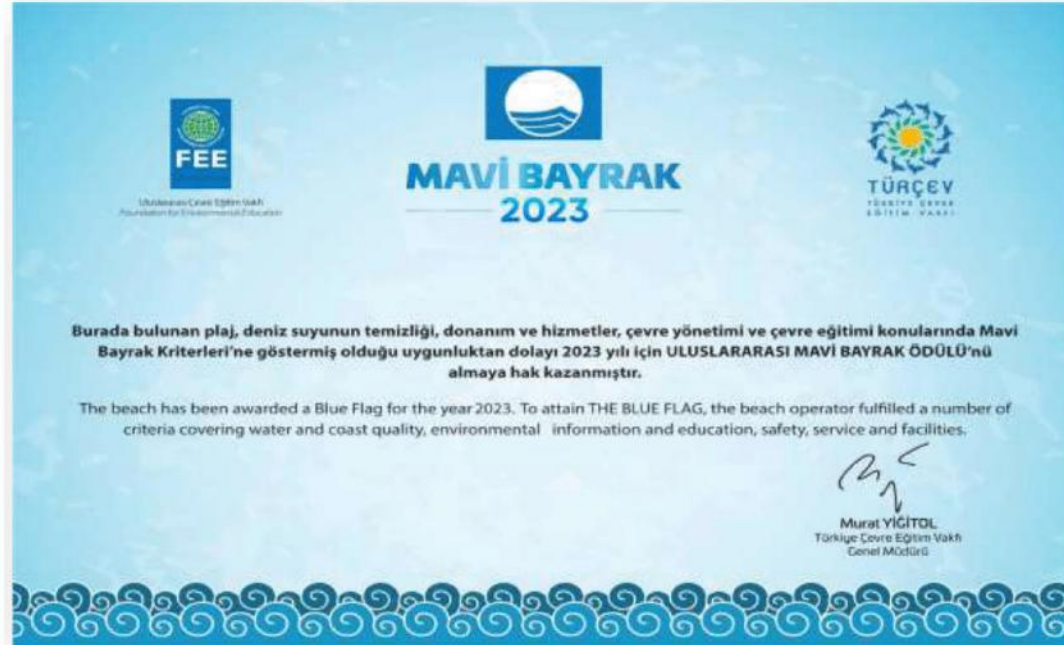 FEE
Uluslararası Çevre Eğitim Vakfı
Foundation for Environmental Education
MAVİ BAYRAK
2023
TÜRÇEV
TÜRKİYE ÇEVRE
EĞİTİM VAKFI
Burada bulunan plaj, deniz suyunun temizliği, donanım ve hizmetler, çevre yönetimi ve çevre eğitimi konularında Mavi
Bayrak Kriterleri'ne göstermiş olduğu uygunluktan dolayı 2023 yılı için ULUSLARARASI MAVİ BAYRAK ÖDÜLÜ'nü
almaya hak kazanmıştır.
The beach has been awarded a Blue Flag for the year 2023. To attain THE BLUE FLAG, the beach operator fulfilled a number of
criteria covering water and coast quality, environmental information and education, safety, service and facilities.
Murat YİĞİTOL
Türkiye Çevre Eğitim Vakfı
Genel Müdürü